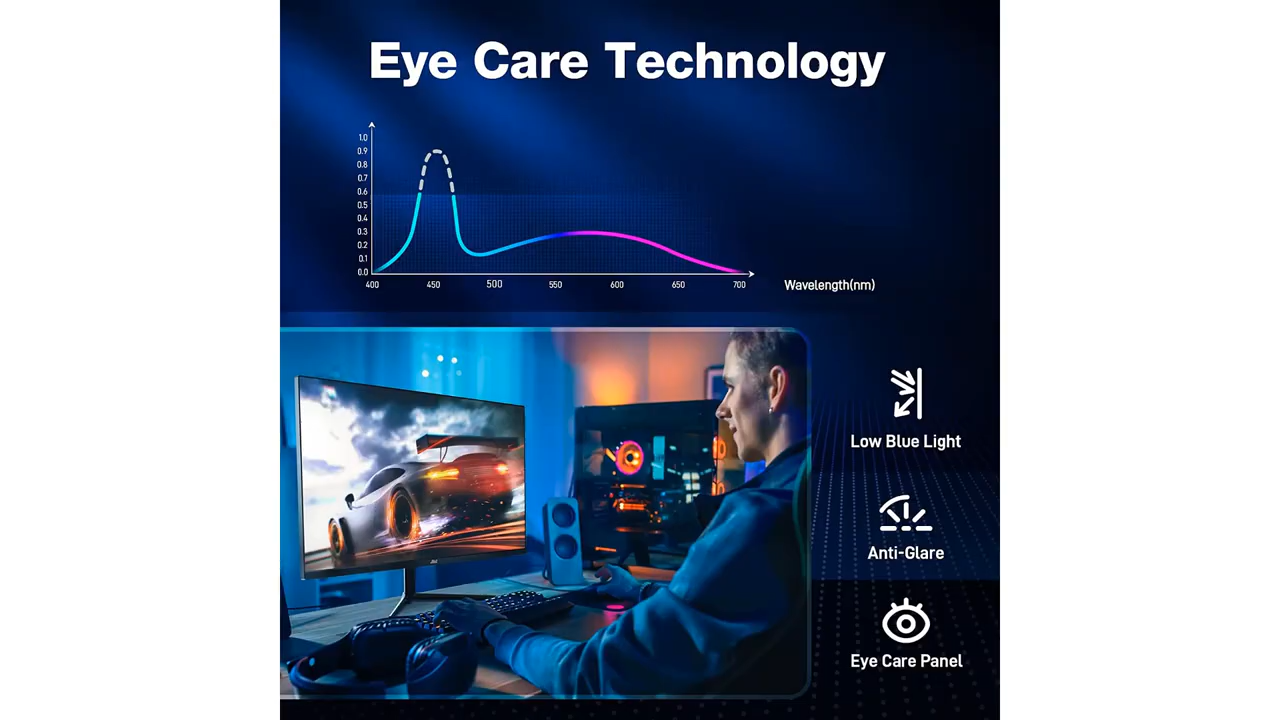 Eye Care Technology
1.0
0.9
0.8
0.7
0.6
0.5
0.4
0.3
0.2
0.1
0.0
400 450 500 550 600 650 700 Wavelength(nm)
Low Blue Light
Anti-Glare
Eye Care Panel